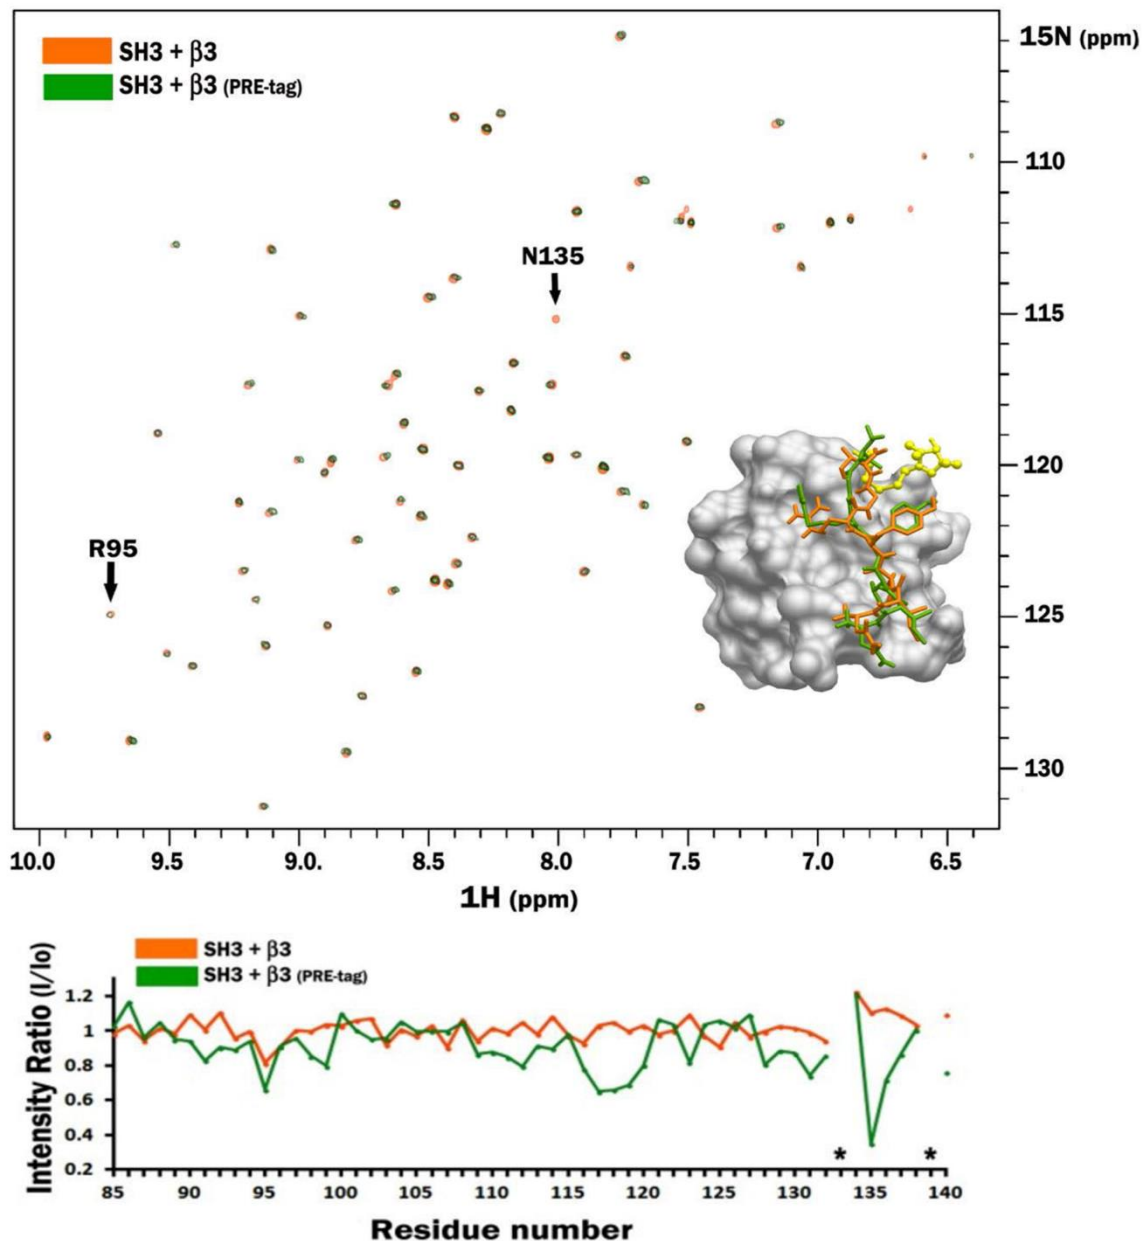 SH3 + β3
SH3 + β3 (PRE-tag)
15N (ppm)
110
N135
115
120
R95
125
130
10.0 9.5 9.0. 8.5 8.0 7.5 7.0 6.5
1H (ppm)
SH3 + β3
SH3 + β3 (PRE-tag)
Intensity Ratio (I/Io)
1.2
1
0.8
0.6
0.4
0.2
* *
85 90 95 100 105 110 115 120 125 130 135 140
Residue number